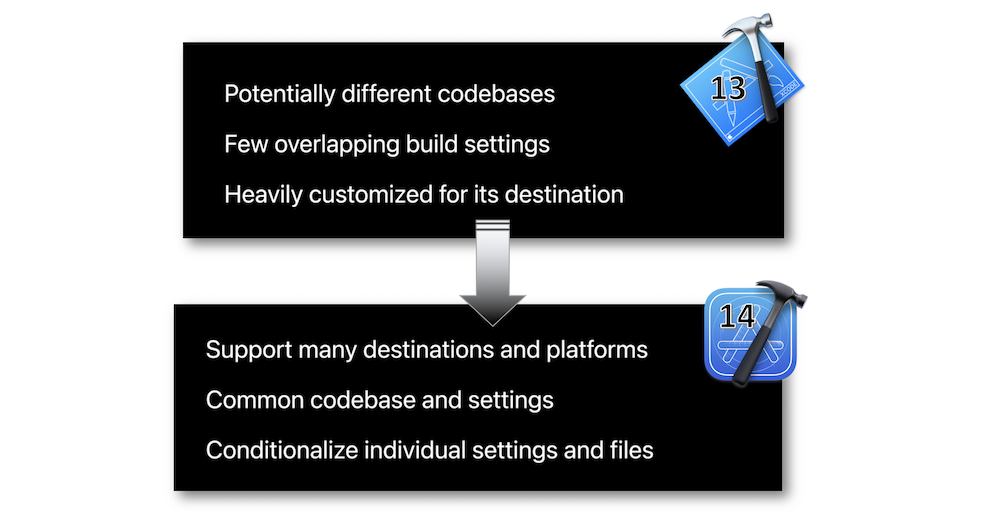 13
XCODE
Potentially different codebases
Few overlapping build settings
Heavily customized for its destination
14
Support many destinations and platforms
Common codebase and settings
Conditionalize individual settings and files